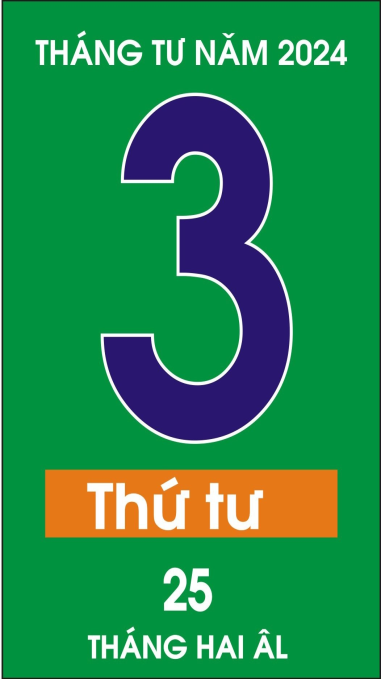 THÁNG TƯ NĂM 2024
3
Thứ tư
25
THÁNG HAI ÂL